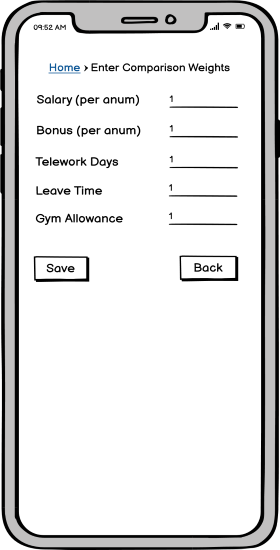 09:52 AM
Home > Enter Comparison Weights
Salary (per anum) 1
Bonus (per anum) 1
Telework Days 1
Leave Time 1
Gym Allowance 1
Save Back